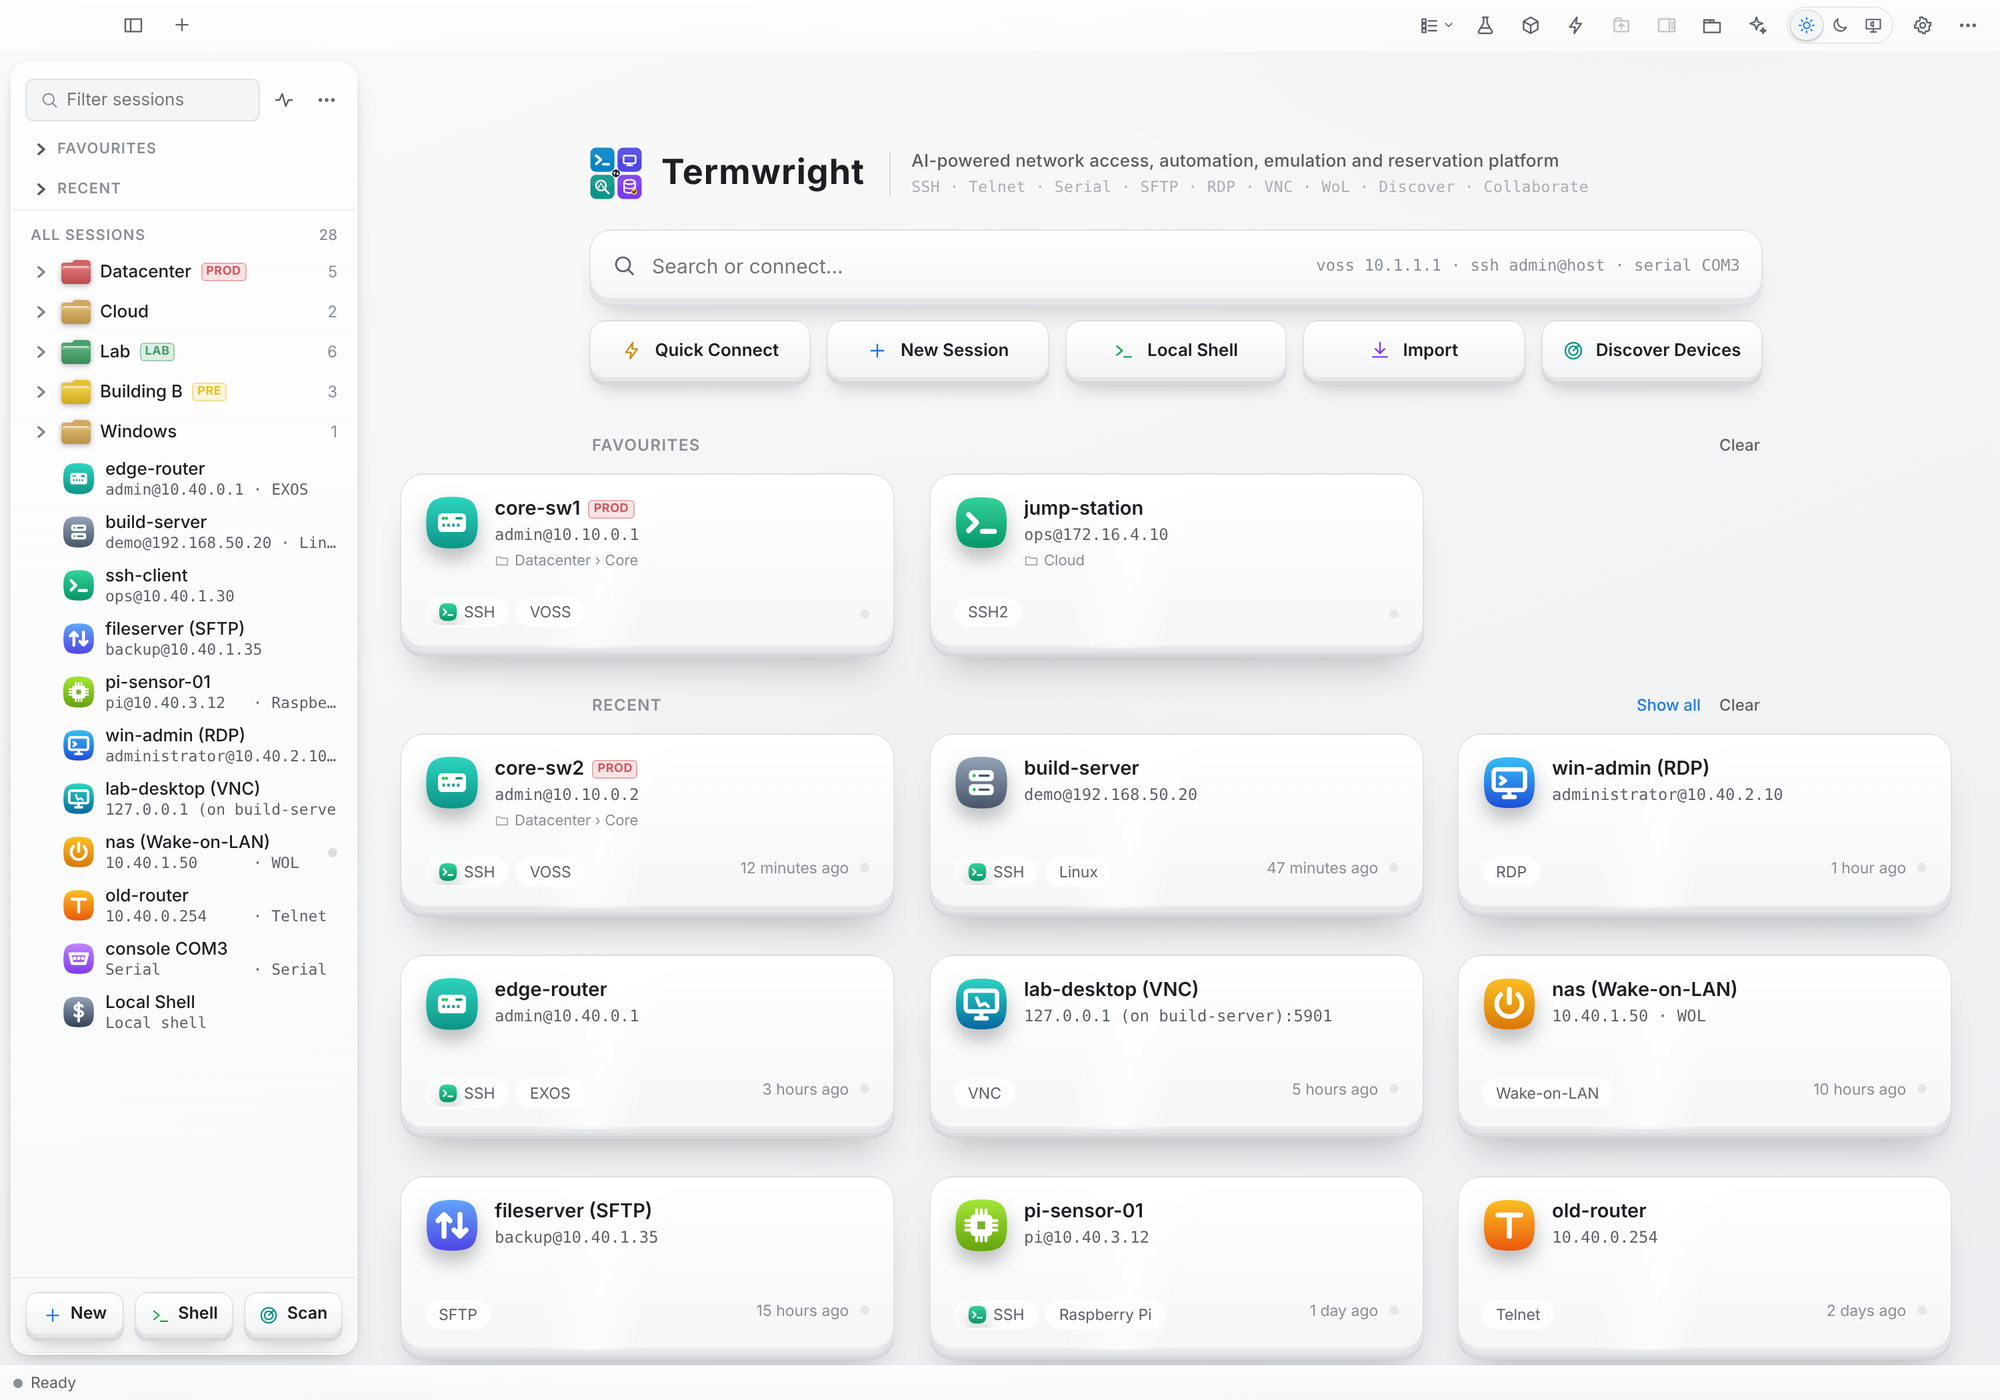 Filter sessions
FAVOURITES
RECENT
ALL SESSIONS 28
Datacenter PROD 5
Cloud 2
Lab LAB 6
Building B PRE 3
Windows 1
edge-router
admin@10.40.0.1 · EXOS
build-server
demo@192.168.50.20 · Lin…
ssh-client
ops@10.40.1.30
fileserver (SFTP)
backup@10.40.1.35
pi-sensor-01
pi@10.40.3.12 · Raspbe…
win-admin (RDP)
administrator@10.40.2.10…
lab-desktop (VNC)
127.0.0.1 (on build-serve
nas (Wake-on-LAN)
10.40.1.50 · WOL
old-router
10.40.0.254 · Telnet
console COM3
Serial · Serial
Local Shell
Local shell
New Shell Scan
Ready
Termwright
AI-powered network access, automation, emulation and reservation platform
SSH · Telnet · Serial · SFTP · RDP · VNC · WoL · Discover · Collaborate
Search or connect... voss 10.1.1.1 · ssh admin@host · serial COM3
Quick Connect New Session Local Shell Import Discover Devices
FAVOURITES Clear
core-sw1 PROD
admin@10.10.0.1
Datacenter › Core
SSH VOSS
jump-station
ops@172.16.4.10
Cloud
SSH2
RECENT Show all Clear
core-sw2 PROD
admin@10.10.0.2
Datacenter › Core
SSH VOSS 12 minutes ago
build-server
demo@192.168.50.20
SSH Linux 47 minutes ago
win-admin (RDP)
administrator@10.40.2.10
RDP 1 hour ago
edge-router
admin@10.40.0.1
SSH EXOS 3 hours ago
lab-desktop (VNC)
127.0.0.1 (on build-server):5901
VNC 5 hours ago
nas (Wake-on-LAN)
10.40.1.50 · WOL
Wake-on-LAN 10 hours ago
fileserver (SFTP)
backup@10.40.1.35
SFTP 15 hours ago
pi-sensor-01
pi@10.40.3.12
SSH Raspberry Pi 1 day ago
old-router
10.40.0.254
Telnet 2 days ago